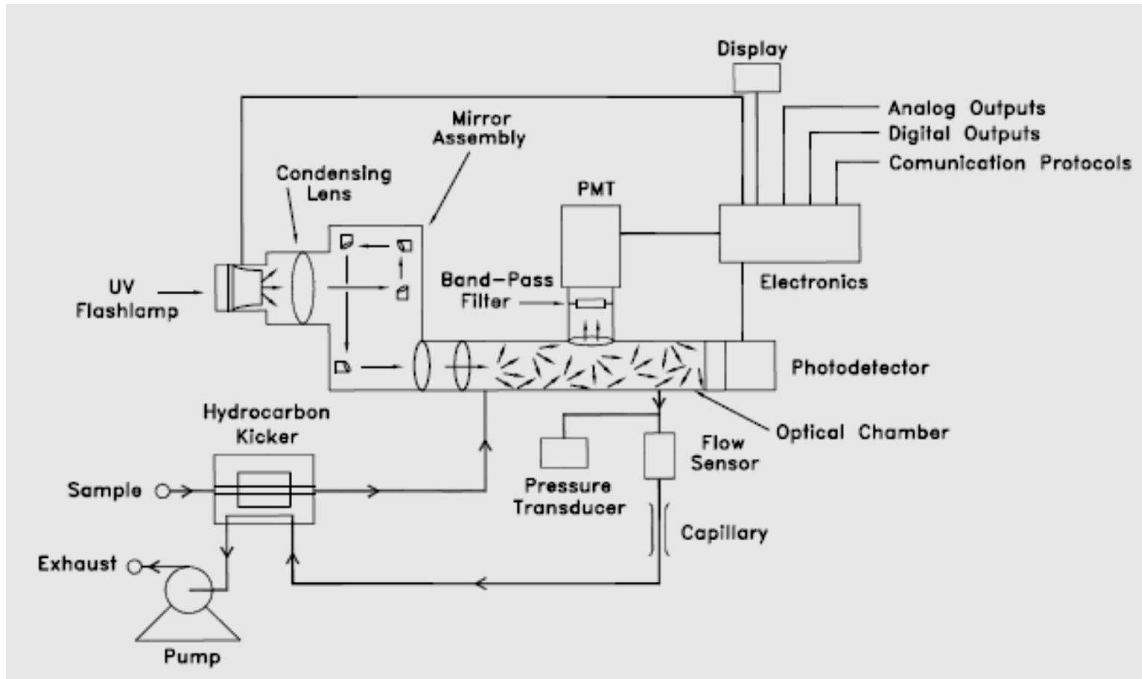 Display
Analog Outputs
Digital Outputs
Comunication Protocols
Mirror
Assembly
Condensing
Lens
PMT
Band-Pass
Filter
Electronics
UV
Flashlamp
Photodetector
Hydrocarbon
Kicker
Optical Chamber
Flow
Sensor
Sample
Pressure
Transducer
Capillary
Exhaust
Pump